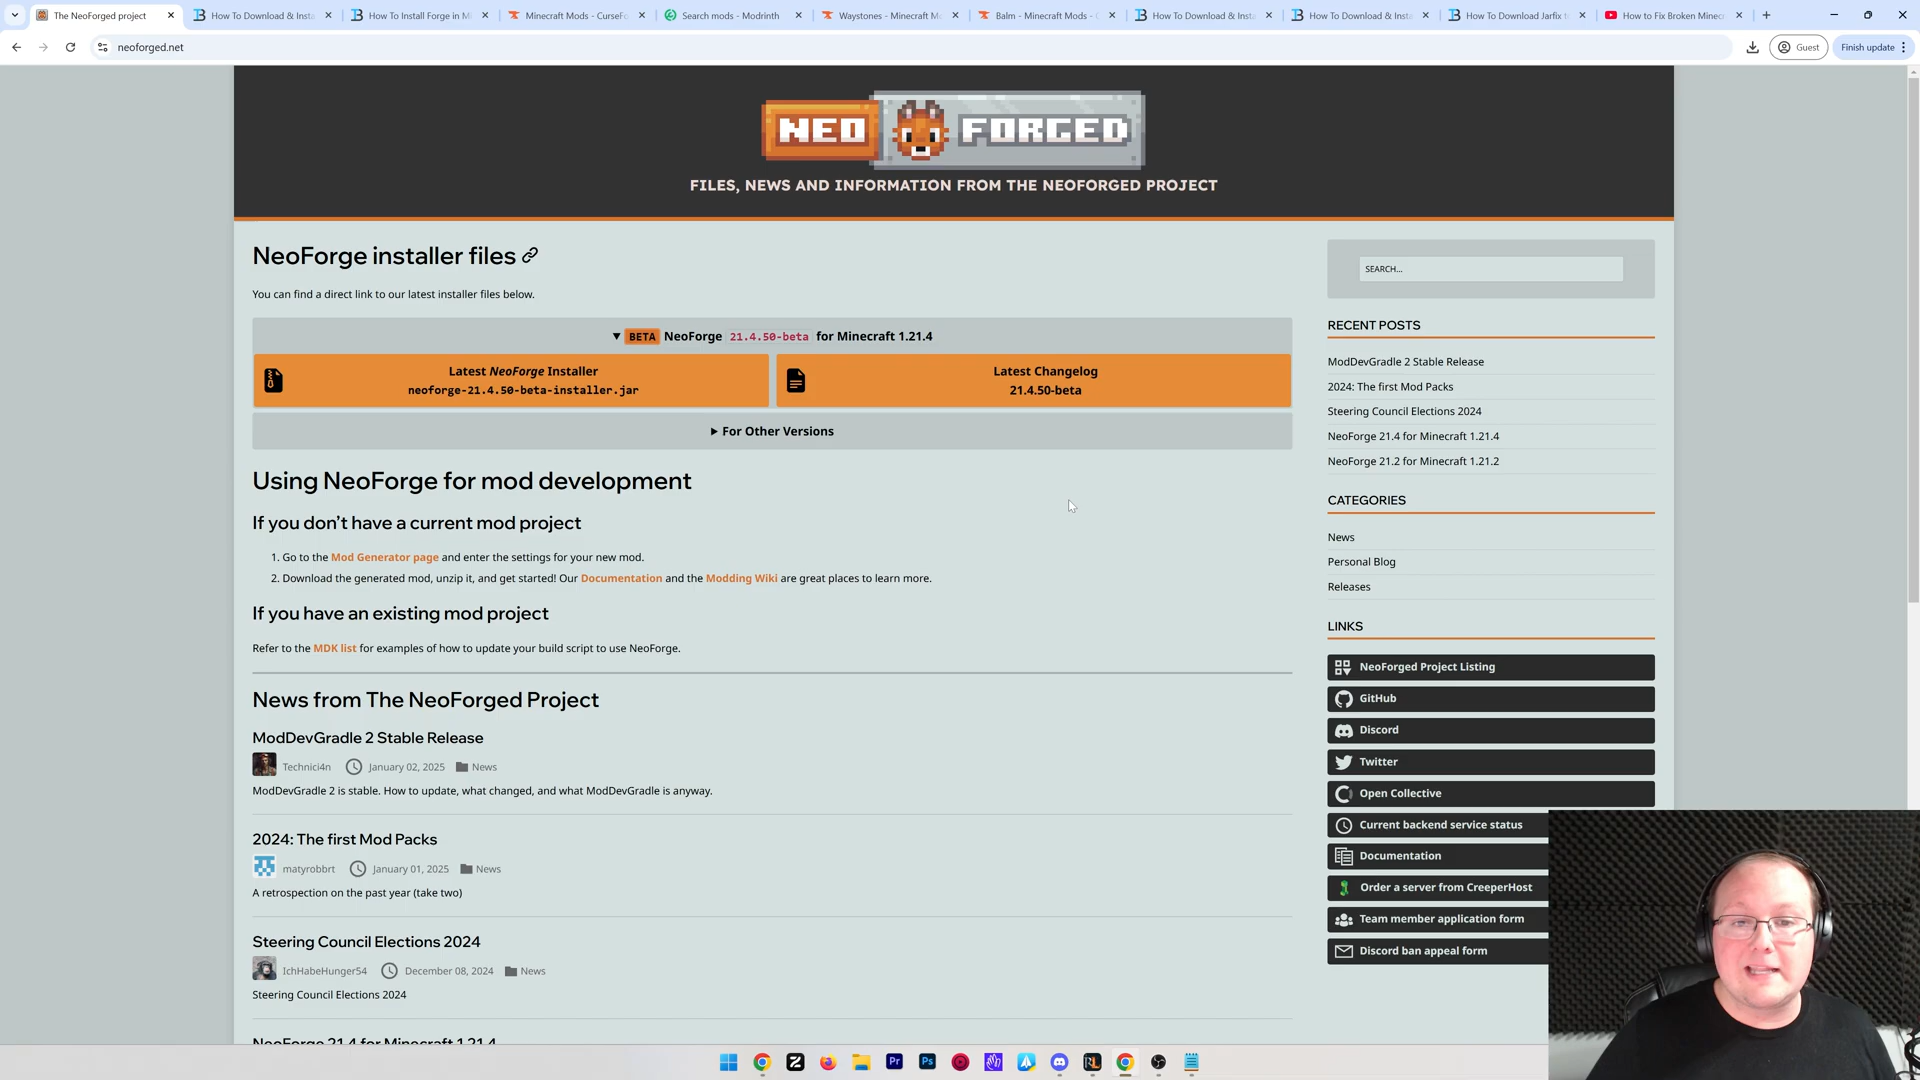 The NeoForged project
How To Download & Insta
How To Install Forge in Mi
Minecraft Mods - CurseFo
Search mods - Modrinth
Waystones - Minecraft Mo
Balm - Minecraft Mods - C
How To Download & Insta
How To Download & Insta
How To Download Jarfix t
How to Fix Broken Minec
neoforged.net
Guest
Finish update
NEO FORGED
FILES, NEWS AND INFORMATION FROM THE NEOFORGED PROJECT
NeoForge installer files
You can find a direct link to our latest installer files below.
▼ BETA NeoForge 21.4.50-beta for Minecraft 1.21.4
Latest NeoForge Installer
neoforge-21.4.50-beta-installer.jar
Latest Changelog
21.4.50-beta
▶ For Other Versions
Using NeoForge for mod development
If you don't have a current mod project
1. Go to the Mod Generator page and enter the settings for your new mod.
2. Download the generated mod, unzip it, and get started! Our Documentation and the Modding Wiki are great places to learn more.
If you have an existing mod project
Refer to the MDK list for examples of how to update your build script to use NeoForge.
News from The NeoForged Project
ModDevGradle 2 Stable Release
Technici4n January 02, 2025 News
ModDevGradle 2 is stable. How to update, what changed, and what ModDevGradle is anyway.
2024: The first Mod Packs
matyrobbrt January 01, 2025 News
A retrospection on the past year (take two)
Steering Council Elections 2024
IchHabeHunger54 December 08, 2024 News
Steering Council Elections 2024
NeoForge 21.4 for Minecraft 1.21.4
SEARCH...
RECENT POSTS
ModDevGradle 2 Stable Release
2024: The first Mod Packs
Steering Council Elections 2024
NeoForge 21.4 for Minecraft 1.21.4
NeoForge 21.2 for Minecraft 1.21.2
CATEGORIES
News
Personal Blog
Releases
LINKS
NeoForged Project Listing
GitHub
Discord
Twitter
Open Collective
Current backend service status
Documentation
Order a server from CreeperHost
Team member application form
Discord ban appeal form
Pr
Ps